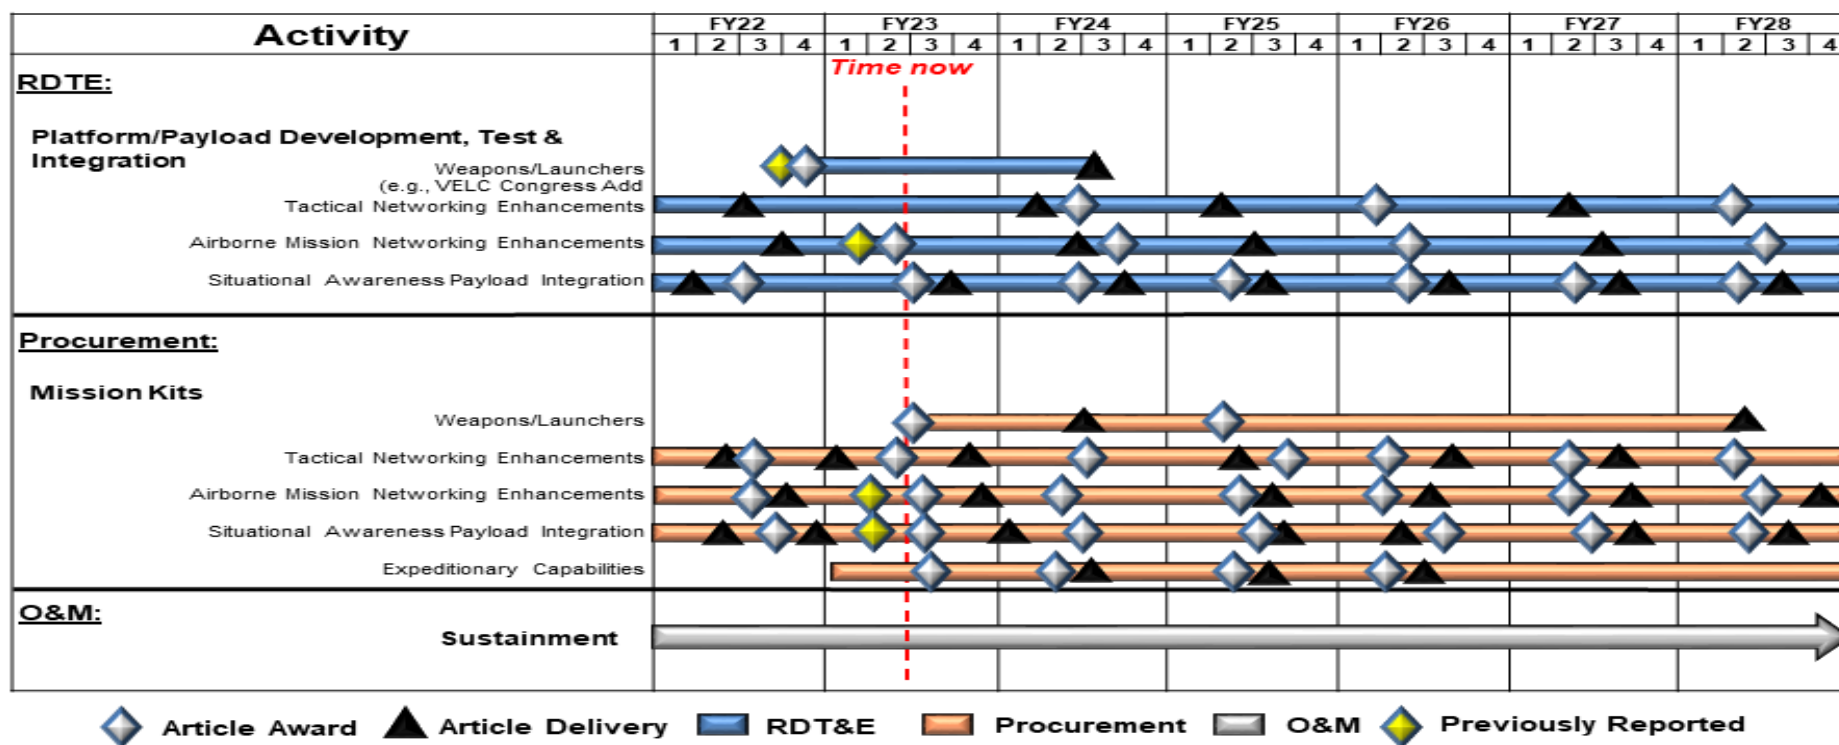 Activity
FY22 FY23 FY24 FY25 FY26 FY27 FY28
1 2 3 4 1 2 3 4 1 2 3 4 1 2 3 4 1 2 3 4 1 2 3 4 1 2 3 4
Time now
RDTE:
Platform/Payload Development, Test &
Integration
Weapons/Launchers
(e.g., VELC Congress Add
Tactical Networking Enhancements
Airborne Mission Networking Enhancements
Situational Awareness Payload Integration
Procurement:
Mission Kits
Weapons/Launchers
Tactical Networking Enhancements
Airborne Mission Networking Enhancements
Situational Awareness Payload Integration
Expeditionary Capabilities
O&M:
Sustainment
Article Award Article Delivery RDT&E Procurement O&M Previously Reported